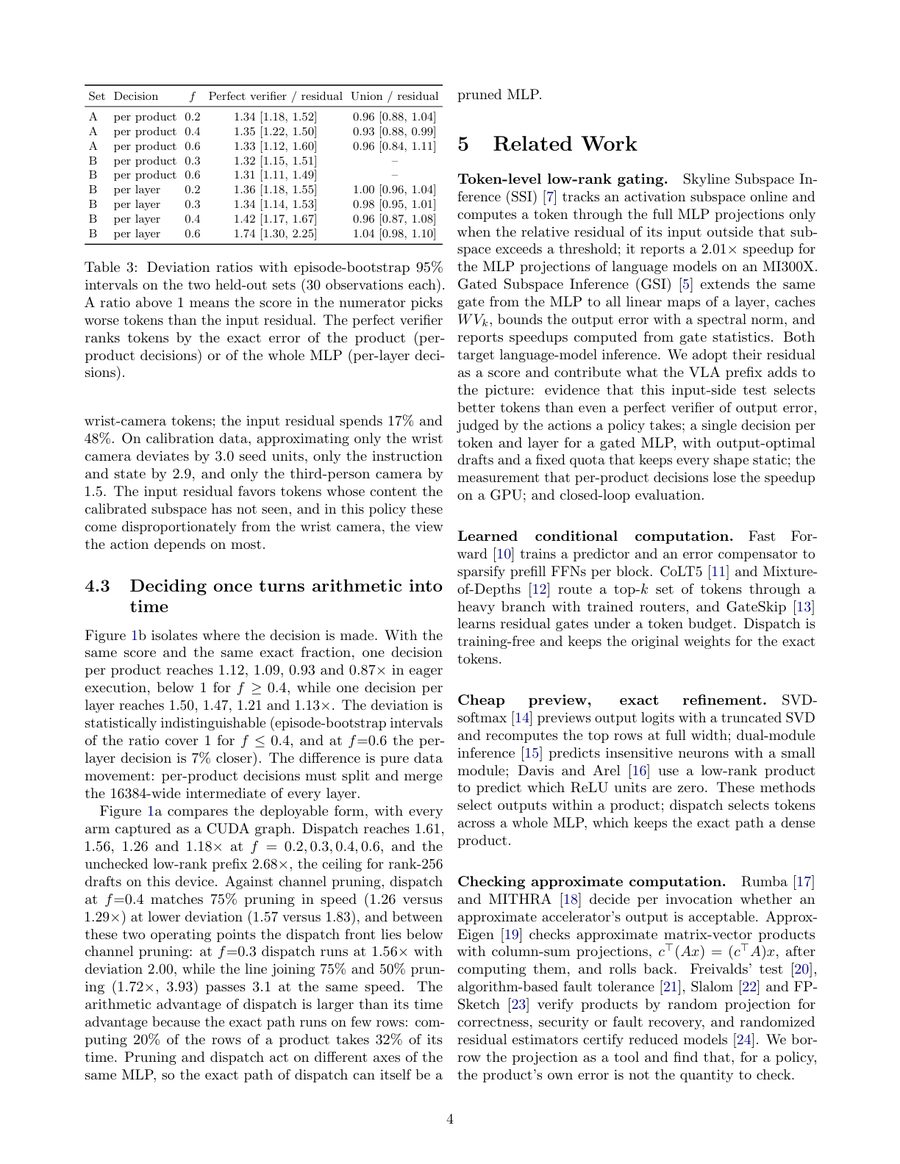 Set Decision f Perfect verifier / residual Union / residual
A per product 0.2 1.34 [1.18, 1.52] 0.96 [0.88, 1.04]
A per product 0.4 1.35 [1.22, 1.50] 0.93 [0.88, 0.99]
A per product 0.6 1.33 [1.12, 1.60] 0.96 [0.84, 1.11]
B per product 0.3 1.32 [1.15, 1.51] –
B per product 0.6 1.31 [1.11, 1.49] –
B per layer 0.2 1.36 [1.18, 1.55] 1.00 [0.96, 1.04]
B per layer 0.3 1.34 [1.14, 1.53] 0.98 [0.95, 1.01]
B per layer 0.4 1.42 [1.17, 1.67] 0.96 [0.87, 1.08]
B per layer 0.6 1.74 [1.30, 2.25] 1.04 [0.98, 1.10]
Table 3: Deviation ratios with episode-bootstrap 95%
intervals on the two held-out sets (30 observations each).
A ratio above 1 means the score in the numerator picks
worse tokens than the input residual. The perfect verifier
ranks tokens by the exact error of the product (per-
product decisions) or of the whole MLP (per-layer deci-
sions).
wrist-camera tokens; the input residual spends 17% and
48%. On calibration data, approximating only the wrist
camera deviates by 3.0 seed units, only the instruction
and state by 2.9, and only the third-person camera by
1.5. The input residual favors tokens whose content the
calibrated subspace has not seen, and in this policy these
come disproportionately from the wrist camera, the view
the action depends on most.
4.3 Deciding once turns arithmetic into
time
Figure 1b isolates where the decision is made. With the
same score and the same exact fraction, one decision
per product reaches 1.12, 1.09, 0.93 and 0.87× in eager
execution, below 1 for f ≥ 0.4, while one decision per
layer reaches 1.50, 1.47, 1.21 and 1.13×. The deviation is
statistically indistinguishable (episode-bootstrap intervals
of the ratio cover 1 for f ≤ 0.4, and at f=0.6 the per-
layer decision is 7% closer). The difference is pure data
movement: per-product decisions must split and merge
the 16384-wide intermediate of every layer.
Figure 1a compares the deployable form, with every
arm captured as a CUDA graph. Dispatch reaches 1.61,
1.56, 1.26 and 1.18× at f = 0.2, 0.3, 0.4, 0.6, and the
unchecked low-rank prefix 2.68×, the ceiling for rank-256
drafts on this device. Against channel pruning, dispatch
at f=0.4 matches 75% pruning in speed (1.26 versus
1.29×) at lower deviation (1.57 versus 1.83), and between
these two operating points the dispatch front lies below
channel pruning: at f=0.3 dispatch runs at 1.56× with
deviation 2.00, while the line joining 75% and 50% prun-
ing (1.72×, 3.93) passes 3.1 at the same speed. The
arithmetic advantage of dispatch is larger than its time
advantage because the exact path runs on few rows: com-
puting 20% of the rows of a product takes 32% of its
time. Pruning and dispatch act on different axes of the
same MLP, so the exact path of dispatch can itself be a
pruned MLP.
5 Related Work
Token-level low-rank gating. Skyline Subspace In-
ference (SSI) [7] tracks an activation subspace online and
computes a token through the full MLP projections only
when the relative residual of its input outside that sub-
space exceeds a threshold; it reports a 2.01× speedup for
the MLP projections of language models on an MI300X.
Gated Subspace Inference (GSI) [5] extends the same
gate from the MLP to all linear maps of a layer, caches
WVₖ, bounds the output error with a spectral norm, and
reports speedups computed from gate statistics. Both
target language-model inference. We adopt their residual
as a score and contribute what the VLA prefix adds to
the picture: evidence that this input-side test selects
better tokens than even a perfect verifier of output error,
judged by the actions a policy takes; a single decision per
token and layer for a gated MLP, with output-optimal
drafts and a fixed quota that keeps every shape static; the
measurement that per-product decisions lose the speedup
on a GPU; and closed-loop evaluation.
Learned conditional computation. Fast For-
ward [10] trains a predictor and an error compensator to
sparsify prefill FFNs per block. CoLT5 [11] and Mixture-
of-Depths [12] route a top-k set of tokens through a
heavy branch with trained routers, and GateSkip [13]
learns residual gates under a token budget. Dispatch is
training-free and keeps the original weights for the exact
tokens.
Cheap preview, exact refinement. SVD-
softmax [14] previews output logits with a truncated SVD
and recomputes the top rows at full width; dual-module
inference [15] predicts insensitive neurons with a small
module; Davis and Arel [16] use a low-rank product
to predict which ReLU units are zero. These methods
select outputs within a product; dispatch selects tokens
across a whole MLP, which keeps the exact path a dense
product.
Checking approximate computation. Rumba [17]
and MITHRA [18] decide per invocation whether an
approximate accelerator's output is acceptable. Approx-
Eigen [19] checks approximate matrix-vector products
with column-sum projections, c⊤(Ax) = (c⊤A)x, after
computing them, and rolls back. Freivalds' test [20],
algorithm-based fault tolerance [21], Slalom [22] and FP-
Sketch [23] verify products by random projection for
correctness, security or fault recovery, and randomized
residual estimators certify reduced models [24]. We bor-
row the projection as a tool and find that, for a policy,
the product's own error is not the quantity to check.
4